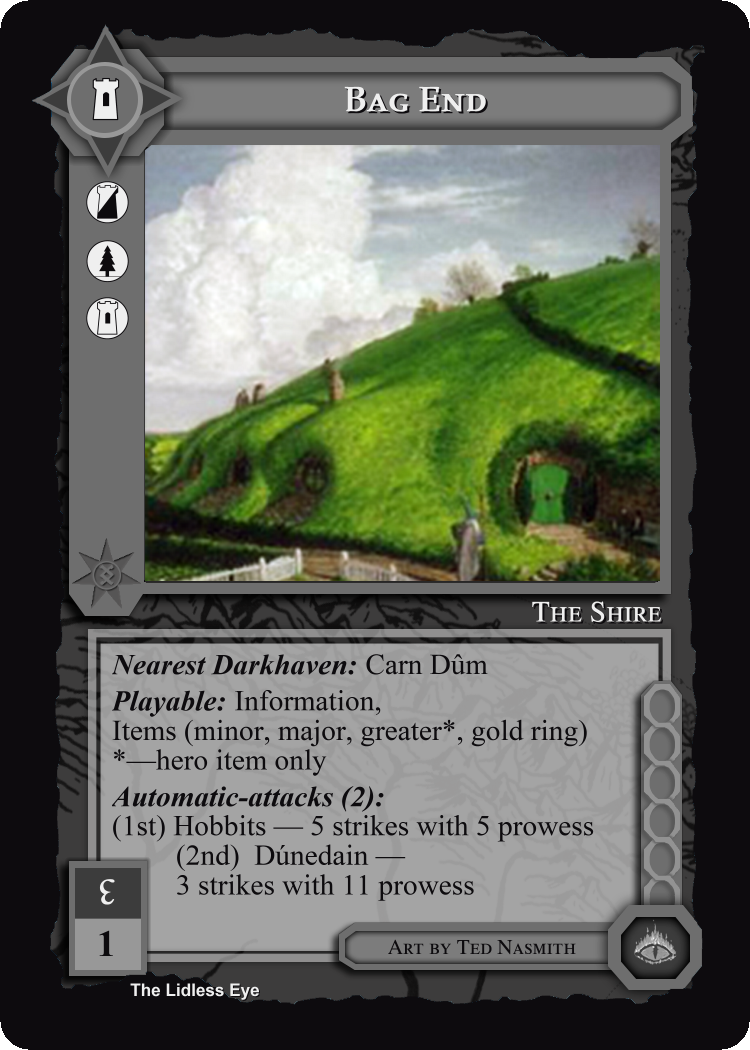 Bag End
The Shire
Nearest Darkhaven: Carn Dûm
Playable: Information,
Items (minor, major, greater*, gold ring)
*—hero item only
Automatic-attacks (2):
(1st) Hobbits — 5 strikes with 5 prowess
(2nd) Dúnedain —
3 strikes with 11 prowess
ε
1
Art by Ted Nasmith
The Lidless Eye